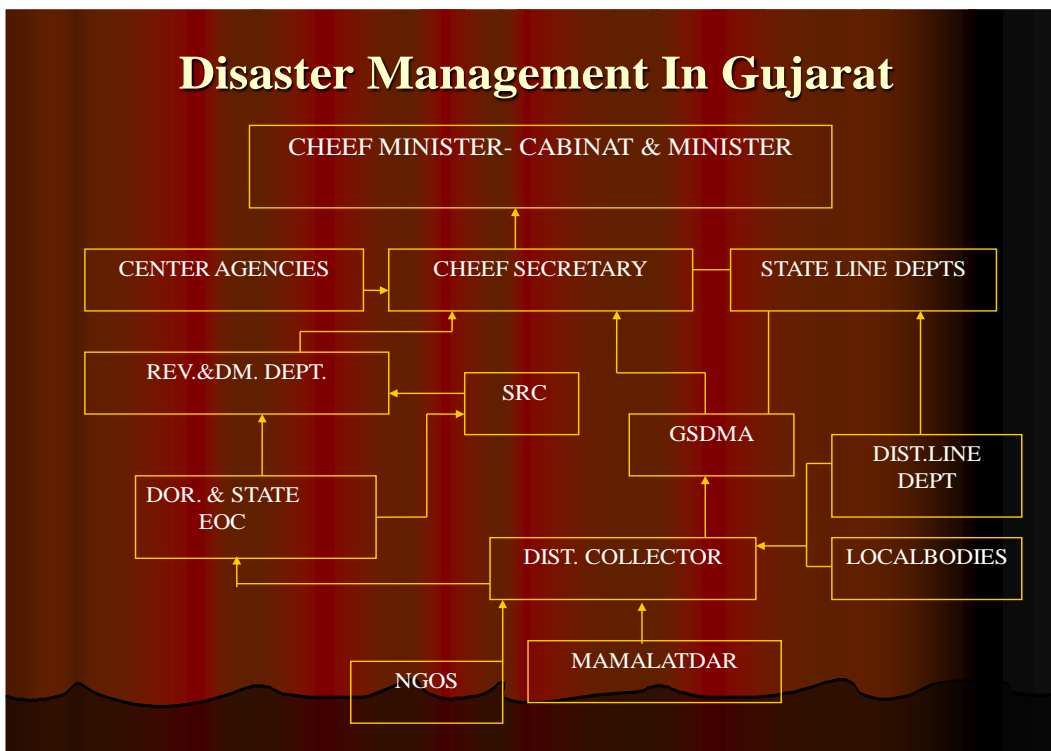 Disaster Management In Gujarat
CHEEF MINISTER- CABINAT & MINISTER
CENTER AGENCIES
CHEEF SECRETARY
STATE LINE DEPTS
REV.&DM. DEPT.
SRC
GSDMA
DIST.LINE
DEPT
DOR. & STATE
EOC
DIST. COLLECTOR
LOCALBODIES
NGOS
MAMALATDAR